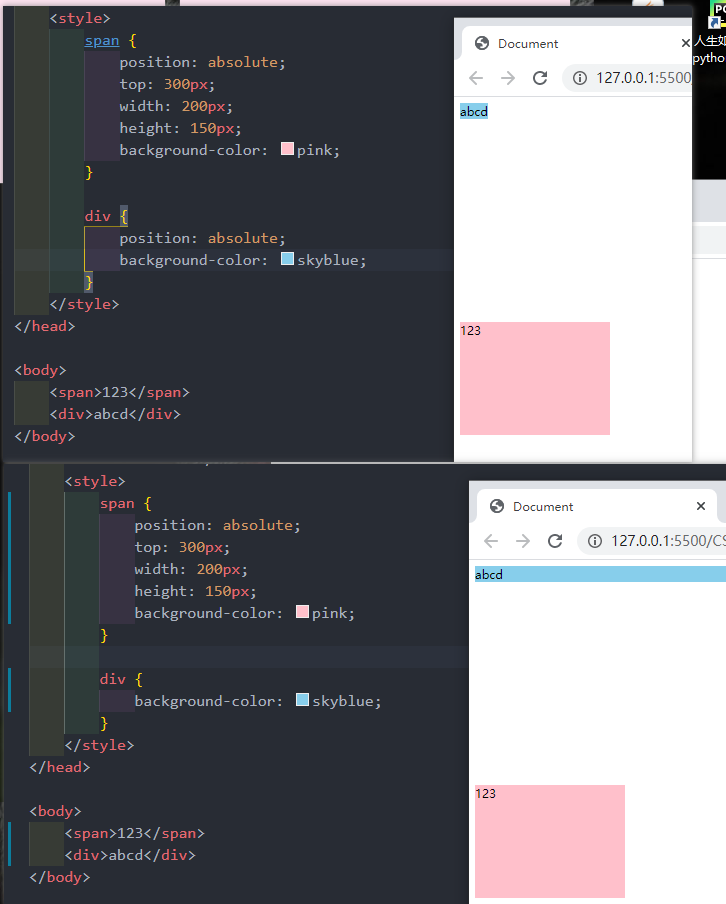 <style>
span {
position: absolute;
top: 300px;
width: 200px;
height: 150px;
background-color: pink;
}
div {
position: absolute;
background-color: skyblue;
}
</style>
</head>
<body>
<span>123</span>
<div>abcd</div>
</body>
Document
127.0.0.1:5500/
abcd
123
人生如
pytho
<style>
span {
position: absolute;
top: 300px;
width: 200px;
height: 150px;
background-color: pink;
}
div {
background-color: skyblue;
}
</style>
</head>
<body>
<span>123</span>
<div>abcd</div>
</body>
Document
127.0.0.1:5500/CS
abcd
123